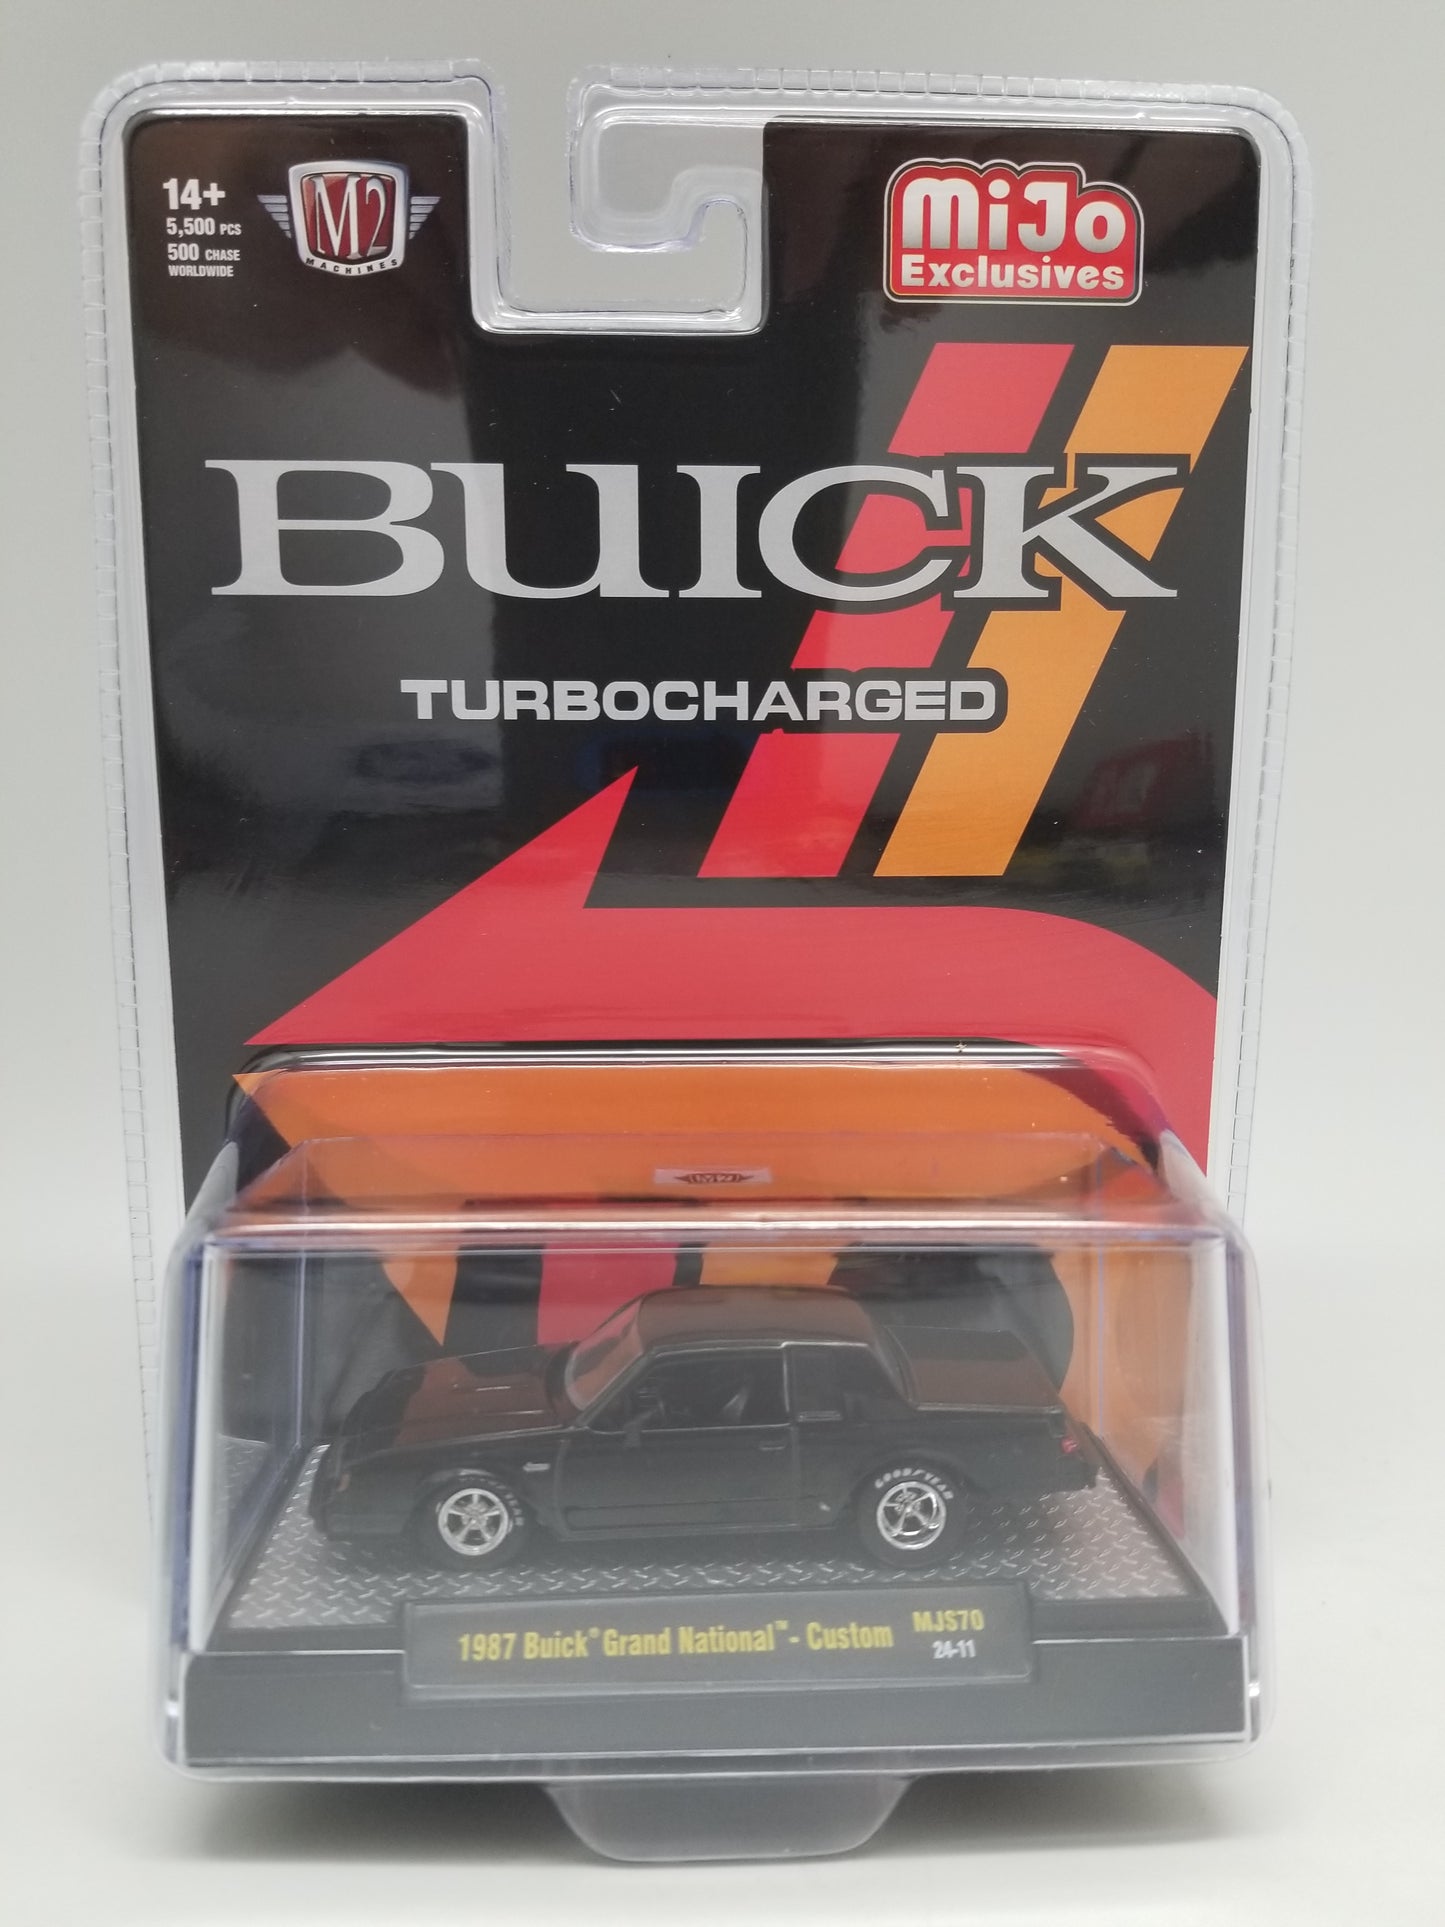 14+
5,500 PCS
500 CHASE
WORLDWIDE
M2
MACHINES
MiJo
Exclusives
BUICK
TURBOCHARGED
GOODYEAR
1987 Buick® Grand National™ - Custom MJS70
24-11